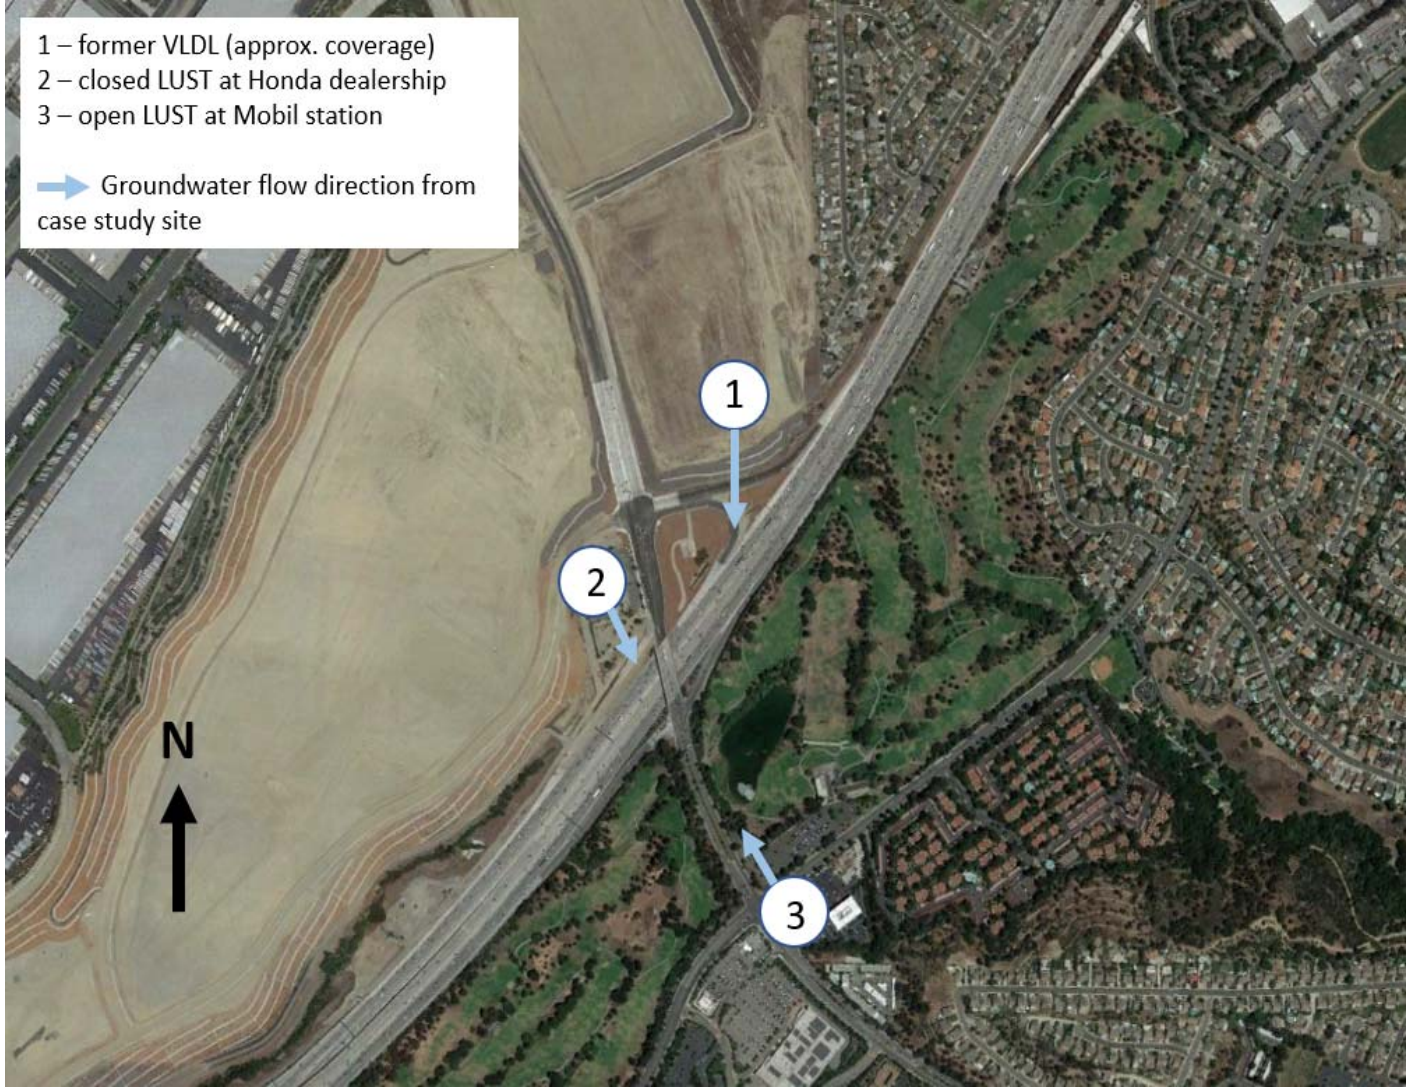 1 – former VLDL (approx. coverage)
2 – closed LUST at Honda dealership
3 – open LUST at Mobil station
Groundwater flow direction from
case study site
1
2
N
3